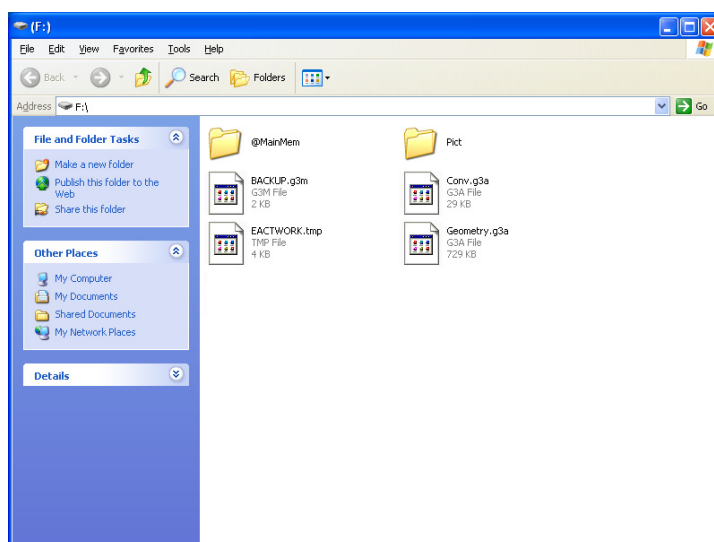 (F:)
File Edit View Favorites Tools Help
Back Search Folders
Address F:\ Go
File and Folder Tasks
Make a new folder
Publish this folder to the
Web
Share this folder
Other Places
My Computer
My Documents
Shared Documents
My Network Places
Details
@MainMem
Pict
BACKUP.g3m
G3M File
2 KB
Conv.g3a
G3A File
29 KB
EACTWORK.tmp
TMP File
4 KB
Geometry.g3a
G3A File
729 KB